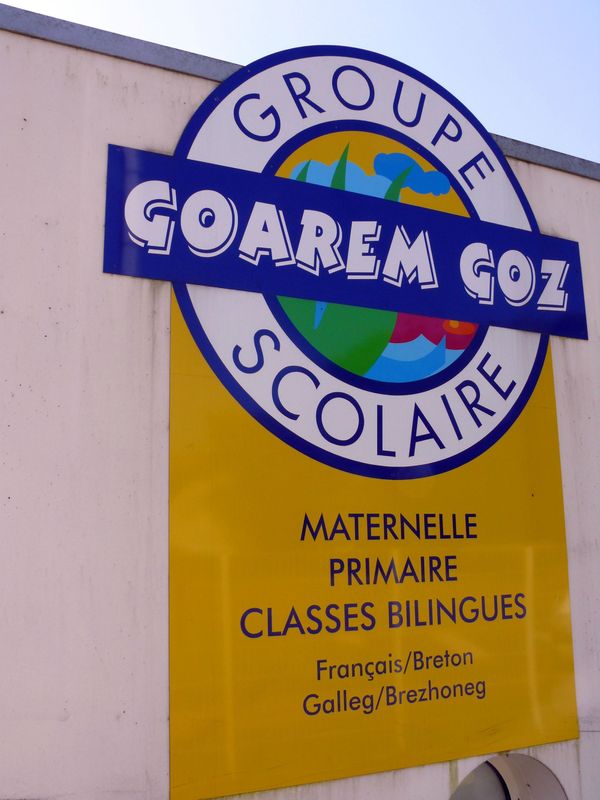 GROUPE
GOAREM GOZ
SCOLAIRE
MATERNELLE
PRIMAIRE
CLASSES BILINGUES
Français/Breton
Galleg/Brezhoneg